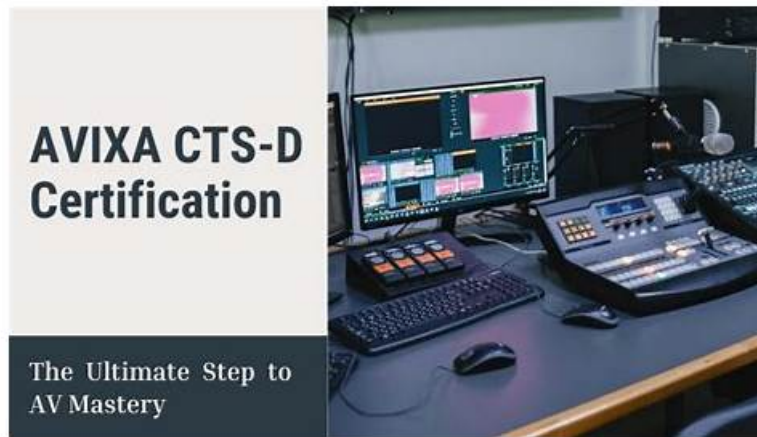 AVIXA CTS-D
Certification
The Ultimate Step to
AV Mastery